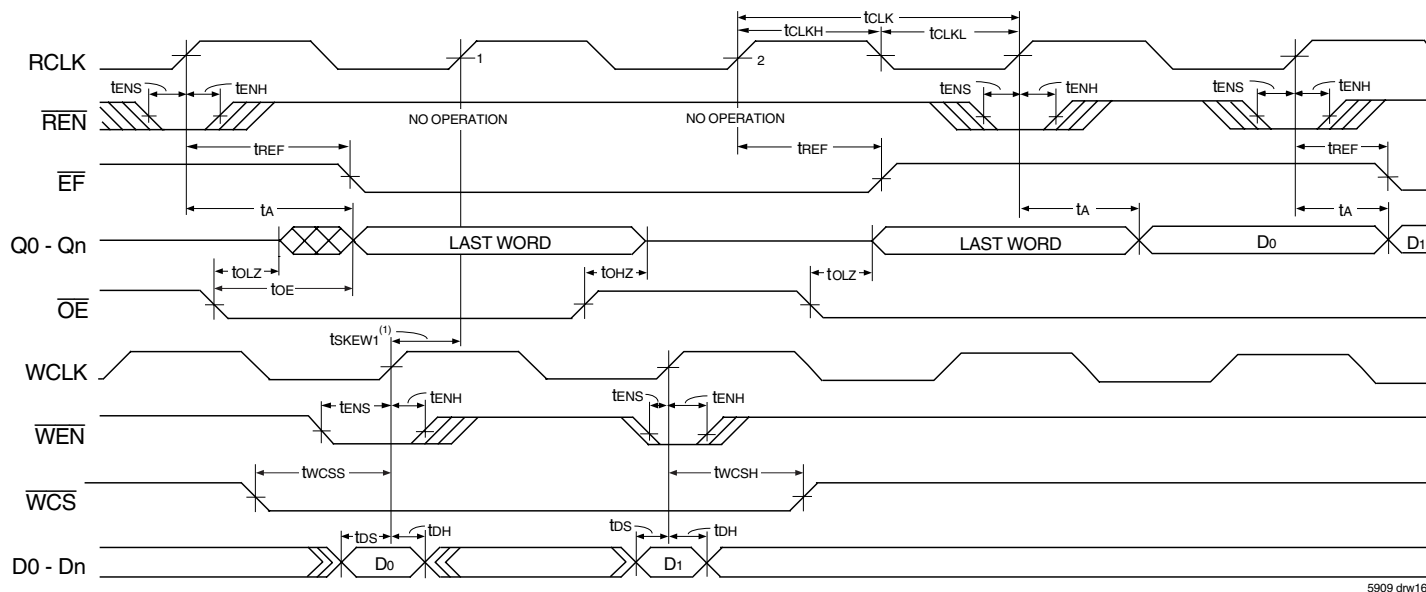 tCLK
tCLKH tCLKL
RCLK 1 2
tENS tENH tENS tENH tENS tENH
REN NO OPERATION NO OPERATION
tREF tREF tREF
EF
tA tA tA
Q0 - Qn LAST WORD LAST WORD D0 D1
tOLZ tOHZ tOLZ
tOE
OE
tSKEW1(1)
WCLK
tENS tENH tENS tENH
WEN
tWCSS tWCSH
WCS
tDS tDH tDS tDH
D0 - Dn D0 D1
5909 drw16